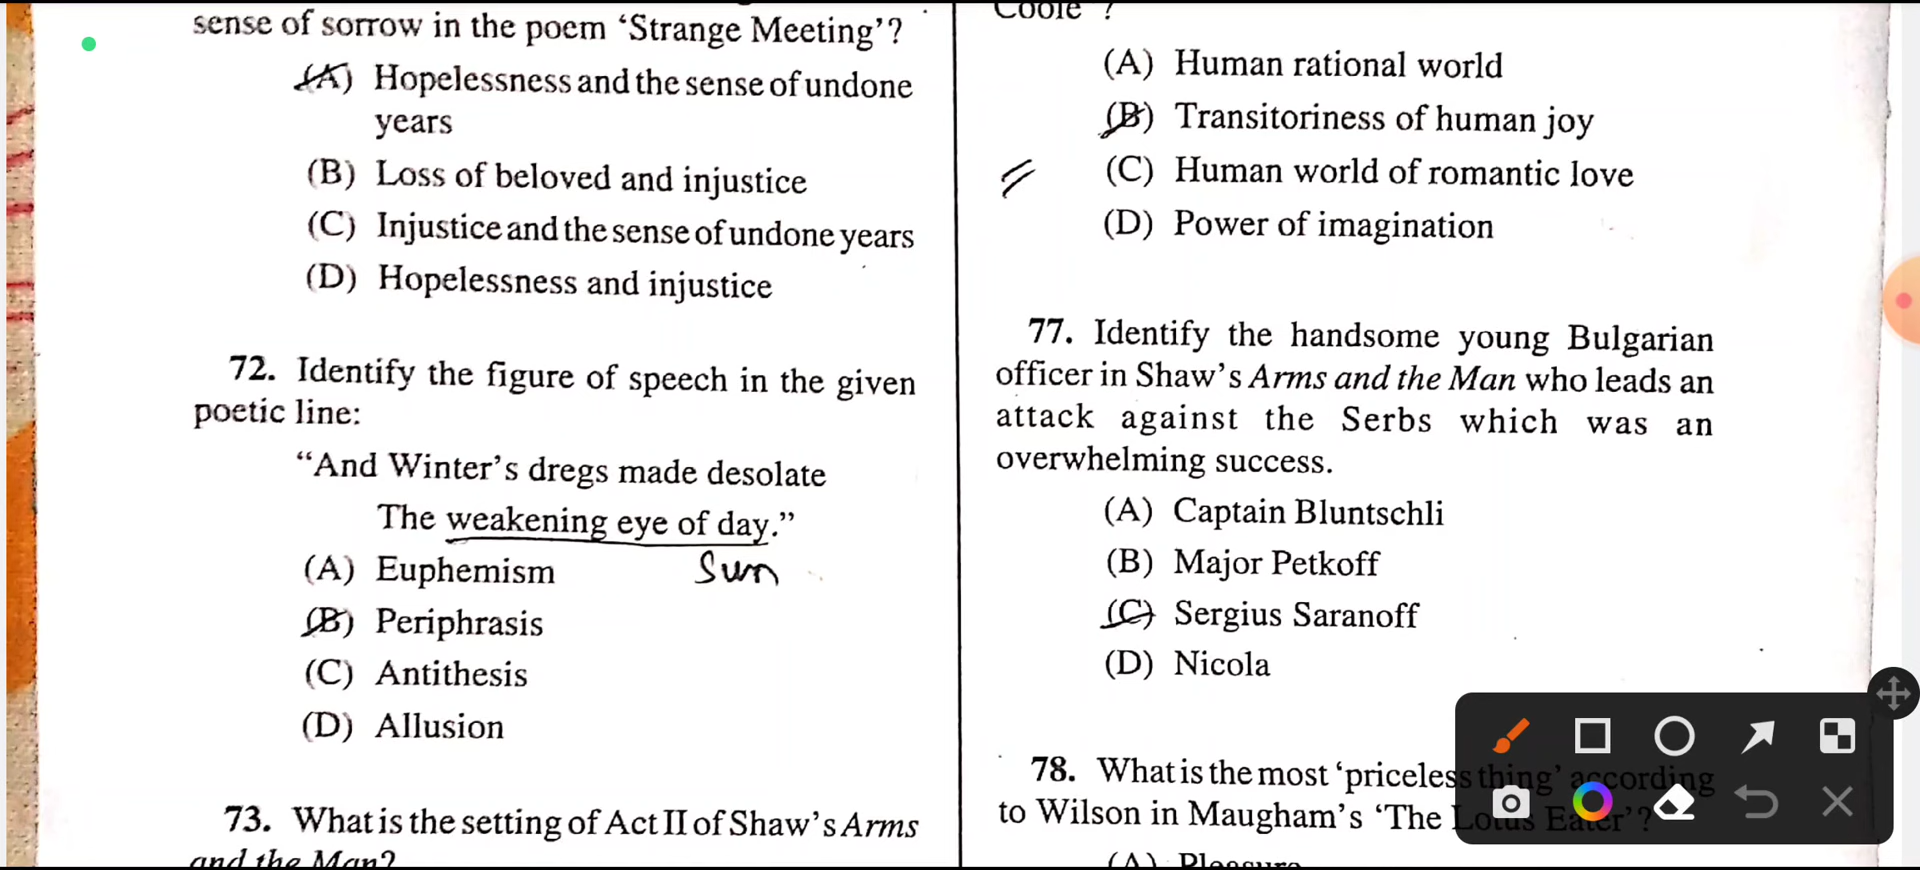 sense of sorrow in the poem ‘Strange Meeting’?
(A) Hopelessness and the sense of undone
years
(B) Loss of beloved and injustice
(C) Injustice and the sense of undone years
(D) Hopelessness and injustice
72. Identify the figure of speech in the given
poetic line:
“And Winter’s dregs made desolate
The weakening eye of day.”
Sun
(A) Euphemism
(B) Periphrasis
(C) Antithesis
(D) Allusion
73. What is the setting of Act II of Shaw’s Arms
and the Man?
Coole’?
(A) Human rational world
(B) Transitoriness of human joy
(C) Human world of romantic love
(D) Power of imagination
77. Identify the handsome young Bulgarian
officer in Shaw’s Arms and the Man who leads an
attack against the Serbs which was an
overwhelming success.
(A) Captain Bluntschli
(B) Major Petkoff
(C) Sergius Saranoff
(D) Nicola
78. What is the most ‘priceless thing’ according
to Wilson in Maugham’s ‘The Lotus Eater’?
(A) Pleasure